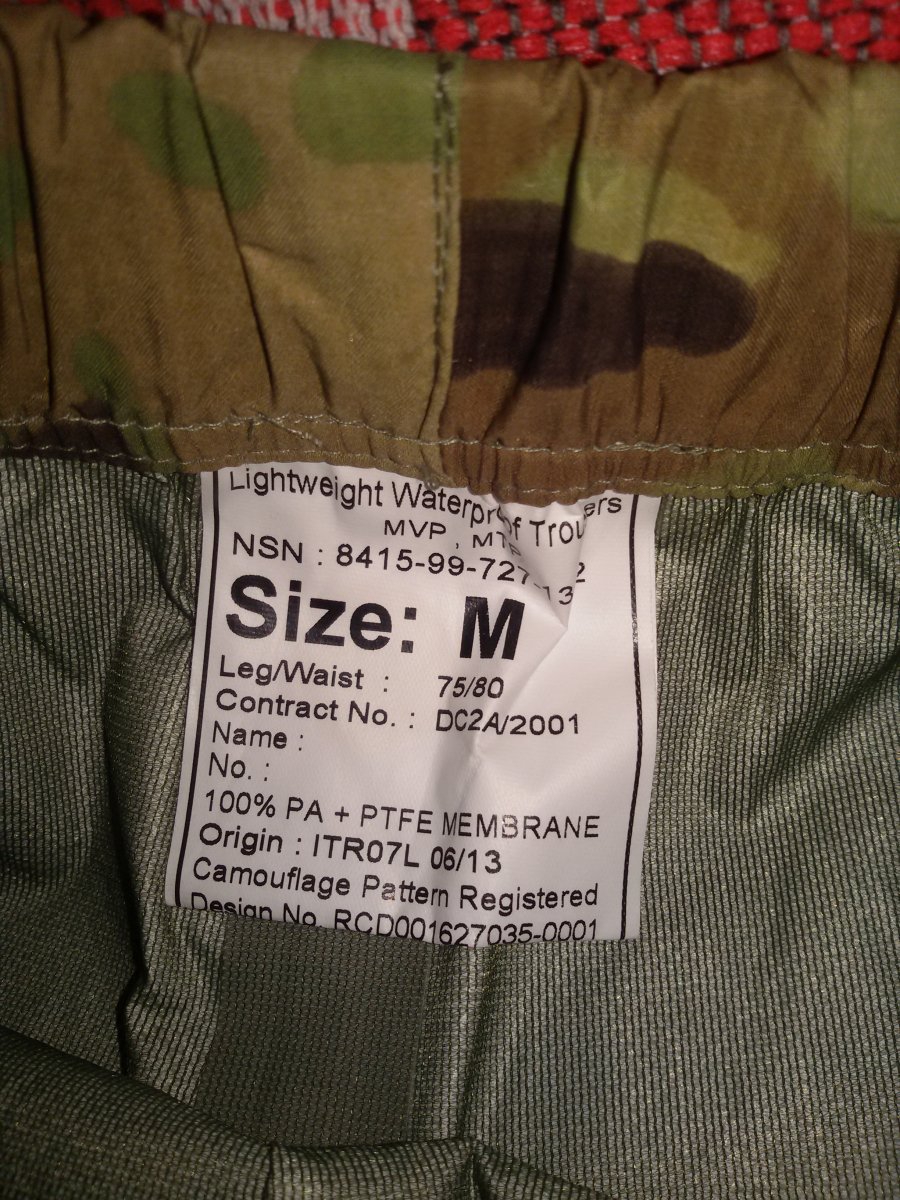 Lightweight Waterproof Trousers
MVP, MTP
NSN : 8415-99-727
Size: M
Leg/Waist : 75/80
Contract No. : DC2A/2001
Name :
No. :
100% PA + PTFE MEMBRANE
Origin : ITR07L 06/13
Camouflage Pattern Registered
Design No. RCD001627035-0001